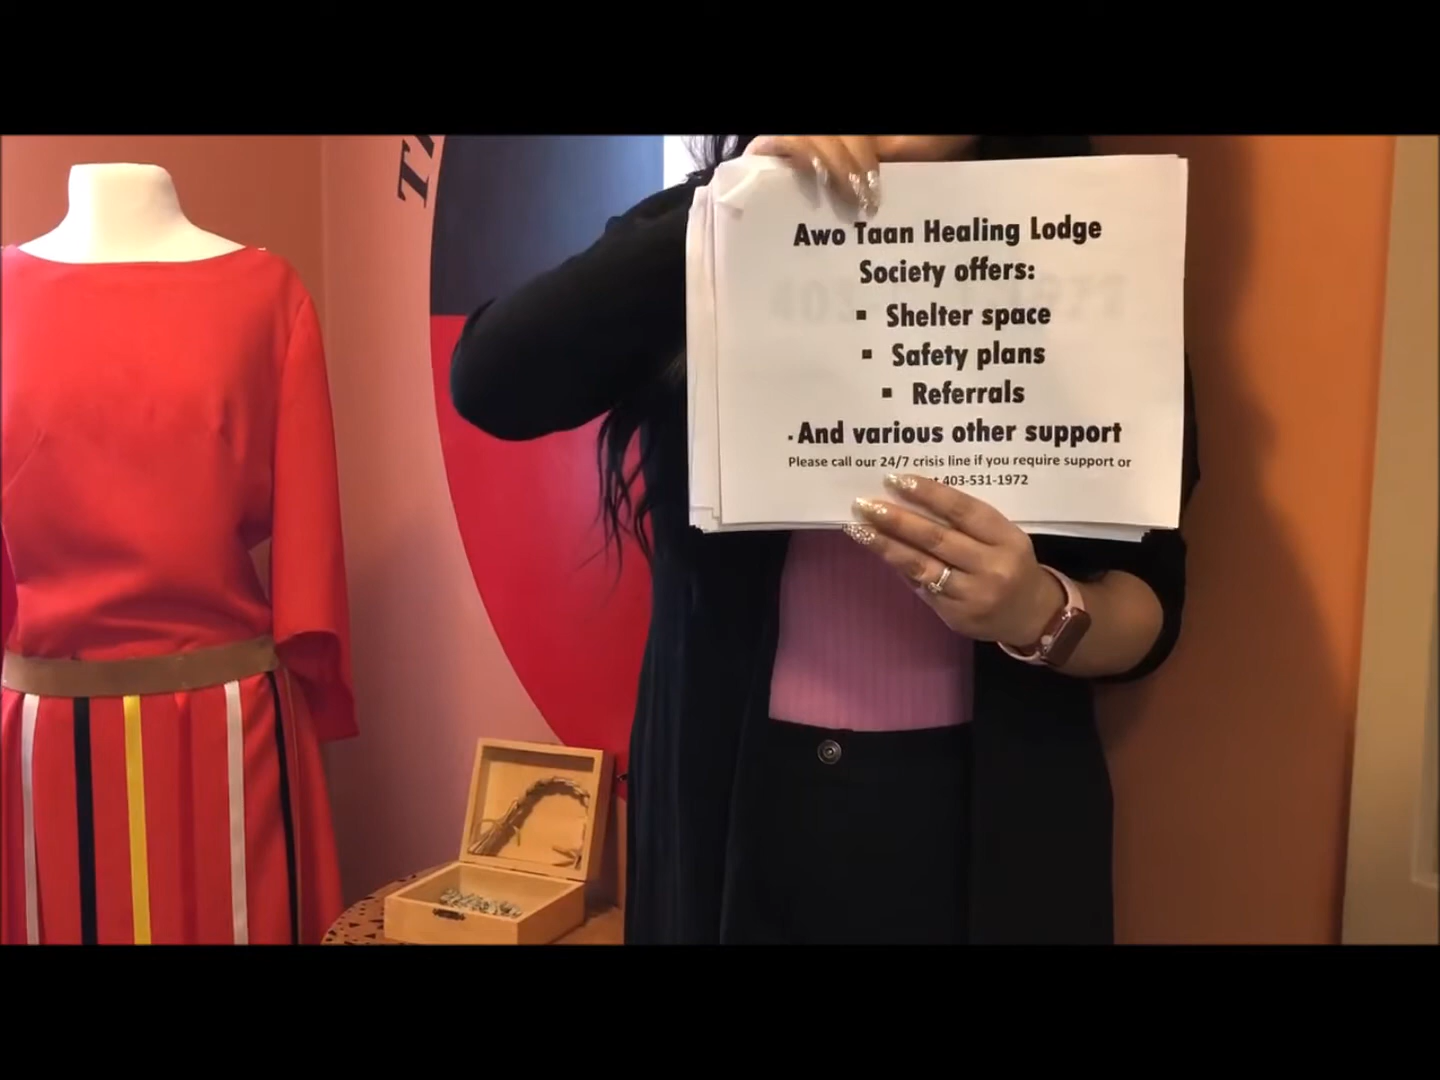 Awo Taan Healing Lodge
Society offers:
▪ Shelter space
▪ Safety plans
▪ Referrals
▪ And various other support
Please call our 24/7 crisis line if you require support or
403-531-1972